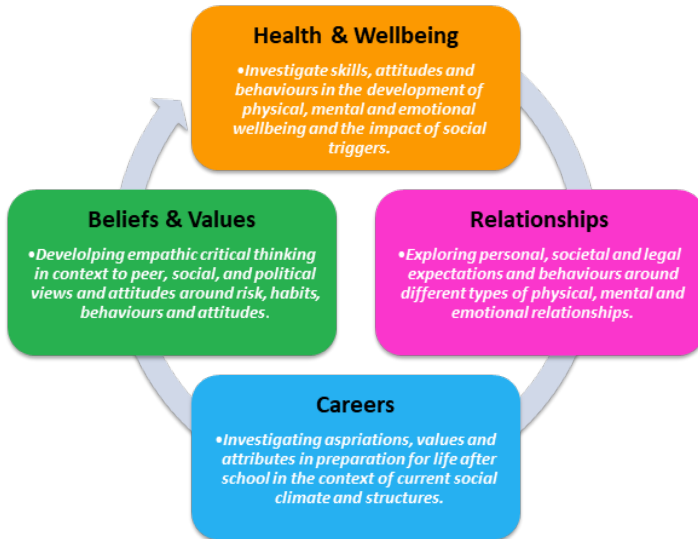 Health & Wellbeing
•Investigate skills, attitudes and
behaviours in the development of
physical, mental and emotional
wellbeing and the impact of social
triggers.
Beliefs & Values
•Develolping empathic critical thinking
in context to peer, social, and political
views and attitudes around risk, habits,
behaviours and attitudes.
Relationships
•Exploring personal, societal and legal
expectations and behaviours around
different types of physical, mental and
emotional relationships.
Careers
•Investigating aspriations, values and
attributes in preparation for life after
school in the context of current social
climate and structures.